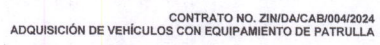 CONTRATO NO. ZIN/DA/CAB/004/2024
ADQUISICIÓN DE VEHÍCULOS CON EQUIPAMIENTO DE PATRULLA